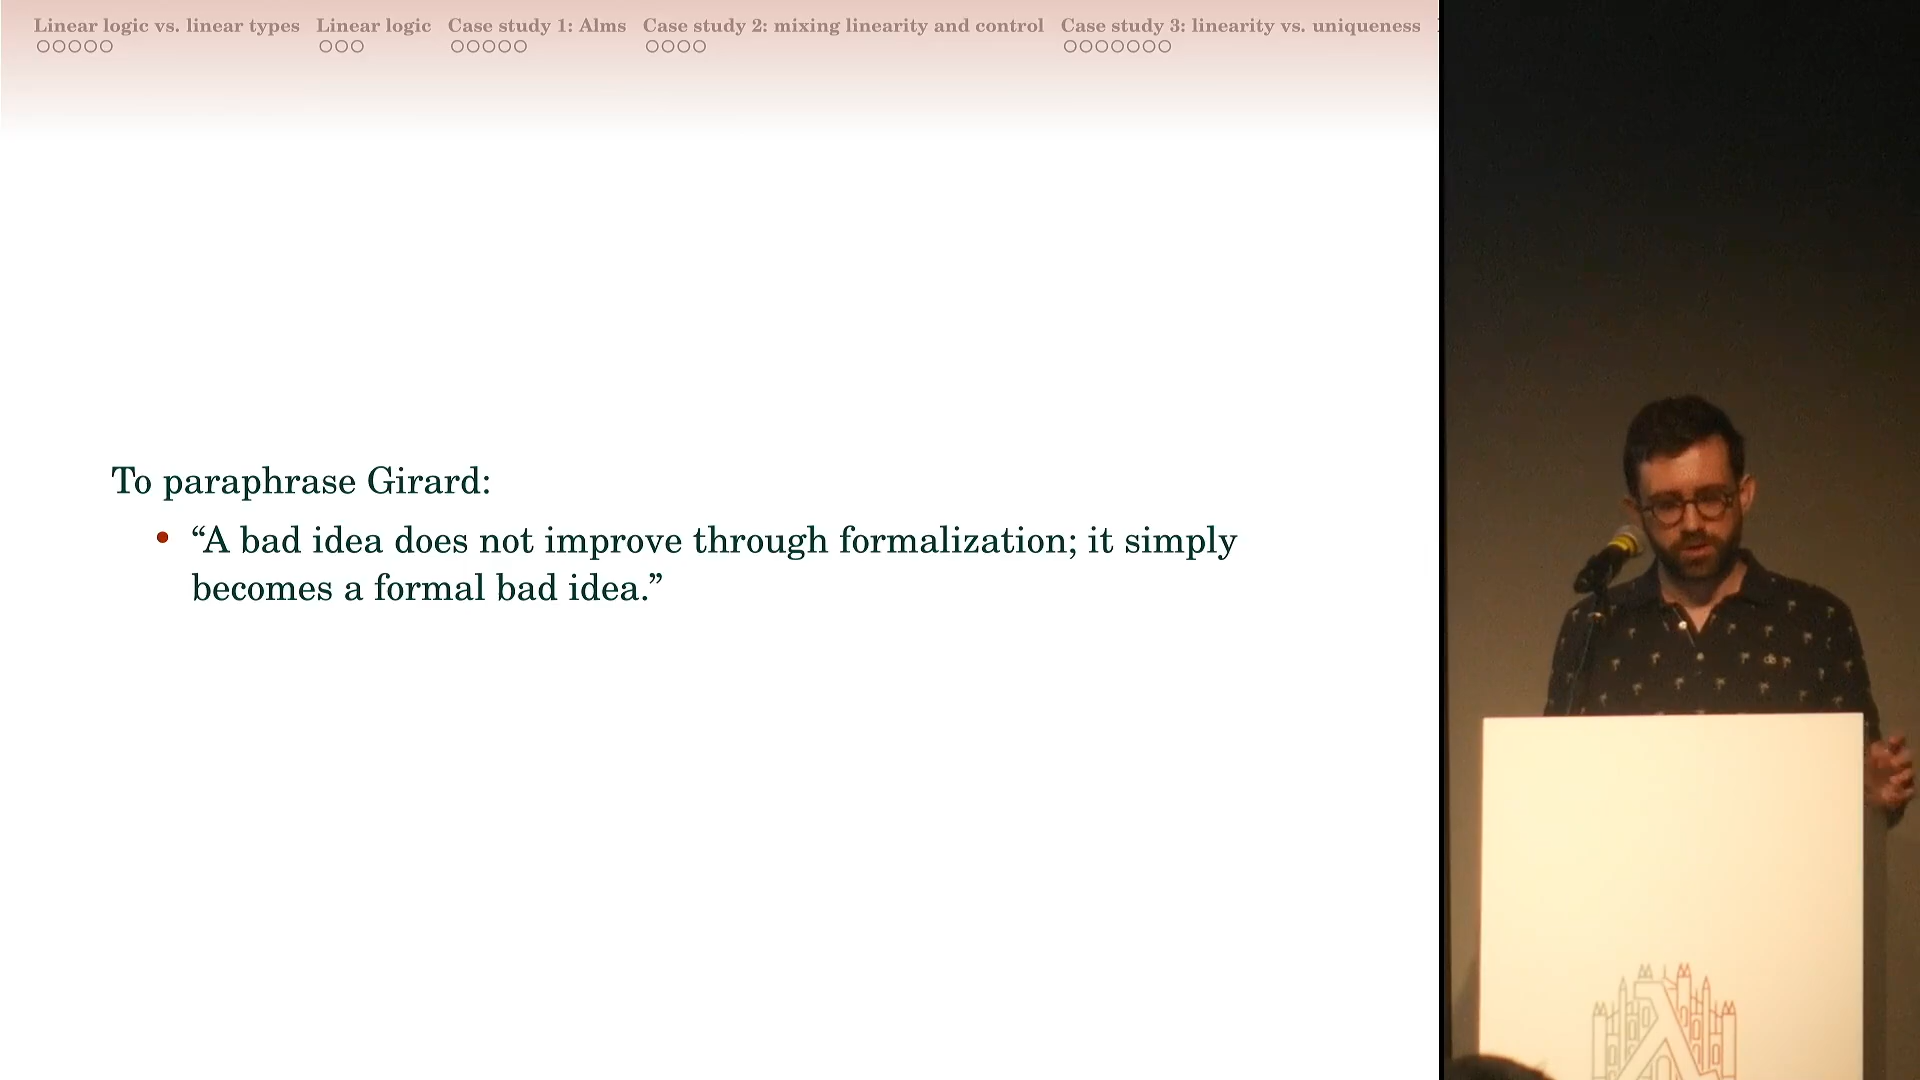 Linear logic vs. linear types Linear logic Case study 1: Alms Case study 2: mixing linearity and control Case study 3: linearity vs. uniqueness
To paraphrase Girard:
• “A bad idea does not improve through formalization; it simply
becomes a formal bad idea.”